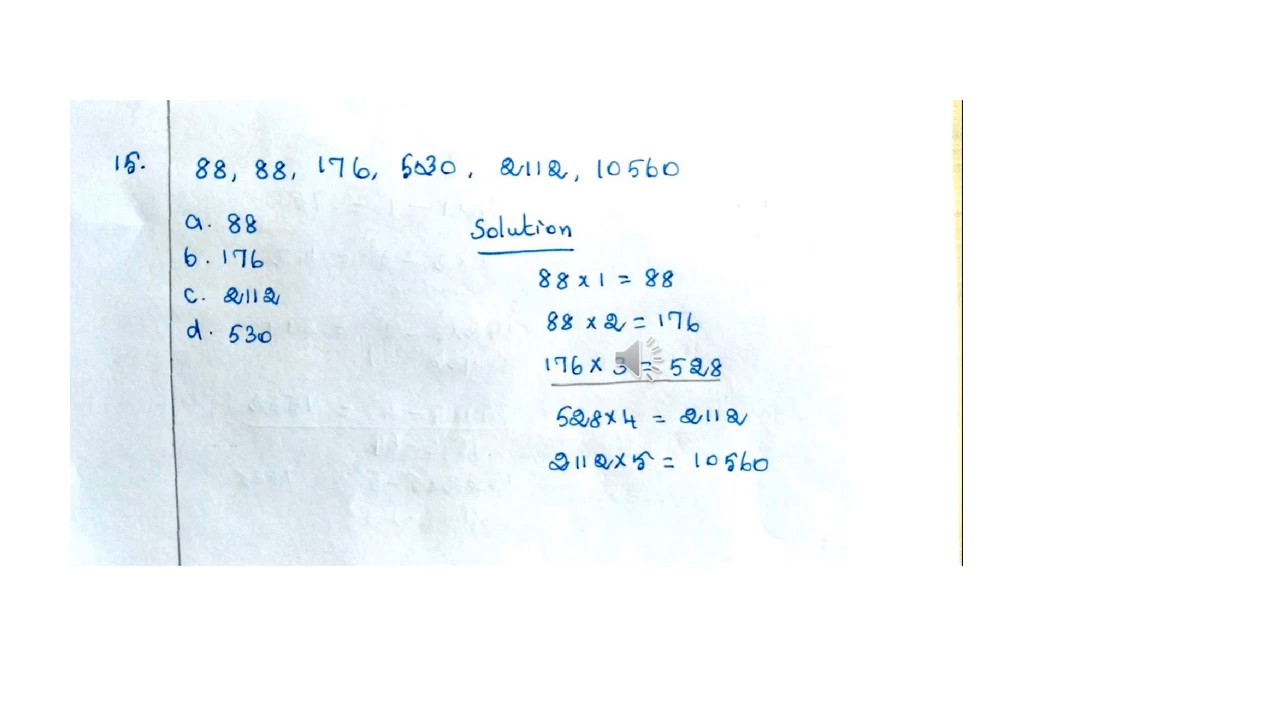 15. 88, 88, 176, 530, 2112, 10560
a. 88
b. 176
c. 2112
d. 530
Solution
88 × 1 = 88
88 × 2 = 176
176 × 3 = 528
528 × 4 = 2112
2112 × 5 = 10560